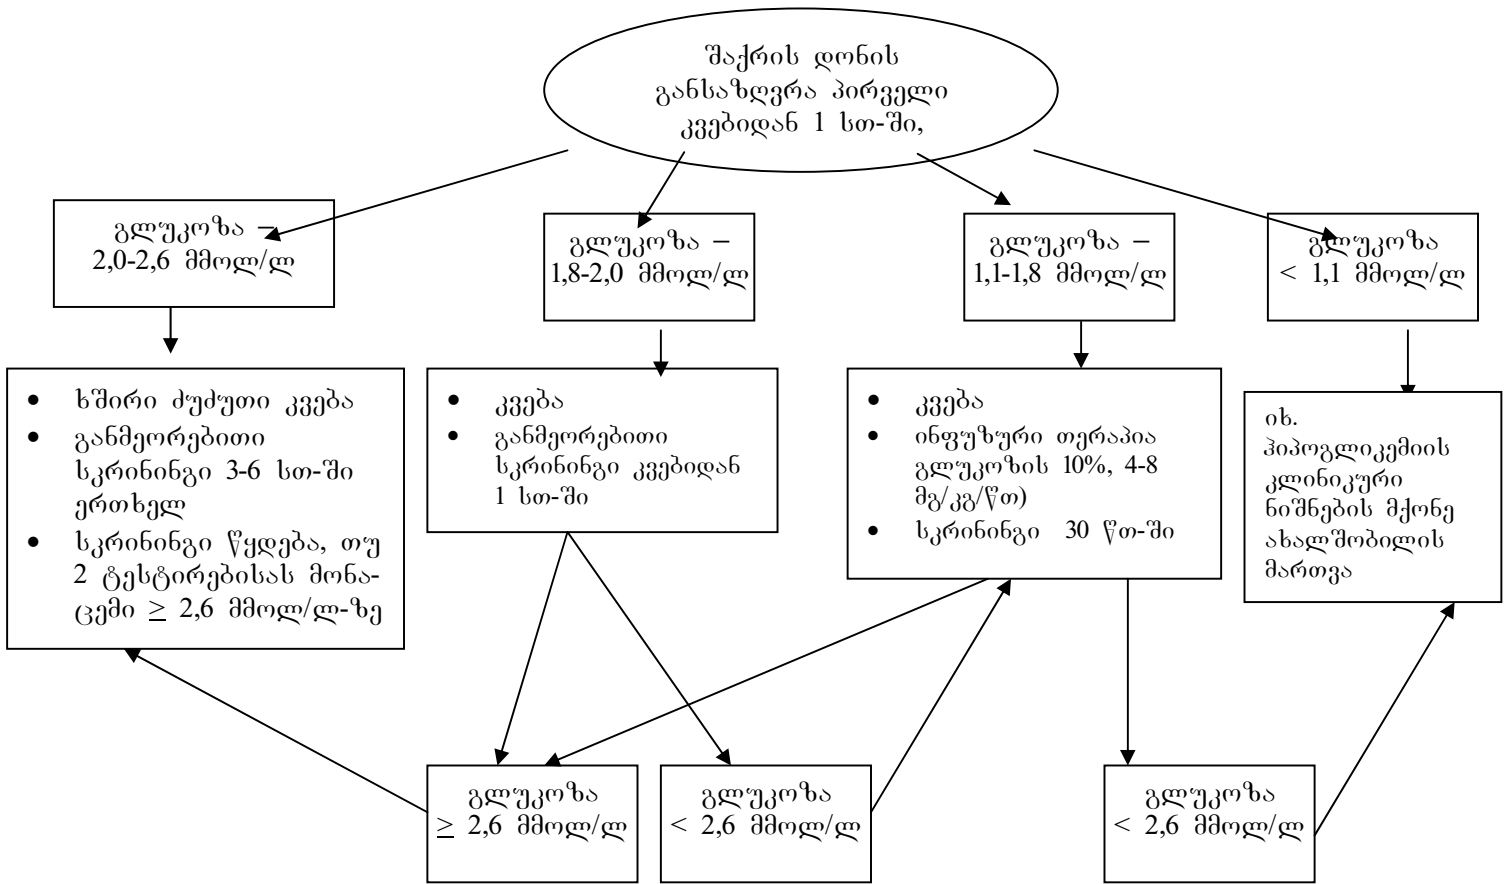 შაქრის დონის
განსაზღვრა პირველი
კვებიდან 1 სთ-ში,
გლუკოზა –
2,0-2,6 მმოლ/ლ
გლუკოზა –
1,8-2,0 მმოლ/ლ
გლუკოზა –
1,1-1,8 მმოლ/ლ
გლუკოზა
< 1,1 მმოლ/ლ
• ხშირი ძუძუთი კვება
• განმეორებითი
სკრინინგი 3-6 სთ-ში
ერთხელ
• სკრინინგი წყდება, თუ
2 ტესტირებისას მონა-
ცემი ≥ 2,6 მმოლ/ლ-ზე
• კვება
• განმეორებითი
სკრინინგი კვებიდან
1 სთ-ში
• კვება
• ინფუზური თერაპია
გლუკოზის 10%, 4-8
მგ/კგ/წთ)
• სკრინინგი 30 წთ-ში
იხ.
ჰიპოგლიკემიის
კლინიკური
ნიშნების მქონე
ახალშობილის
მართვა
გლუკოზა
≥ 2,6 მმოლ/ლ
გლუკოზა
< 2,6 მმოლ/ლ
გლუკოზა
< 2,6 მმოლ/ლ